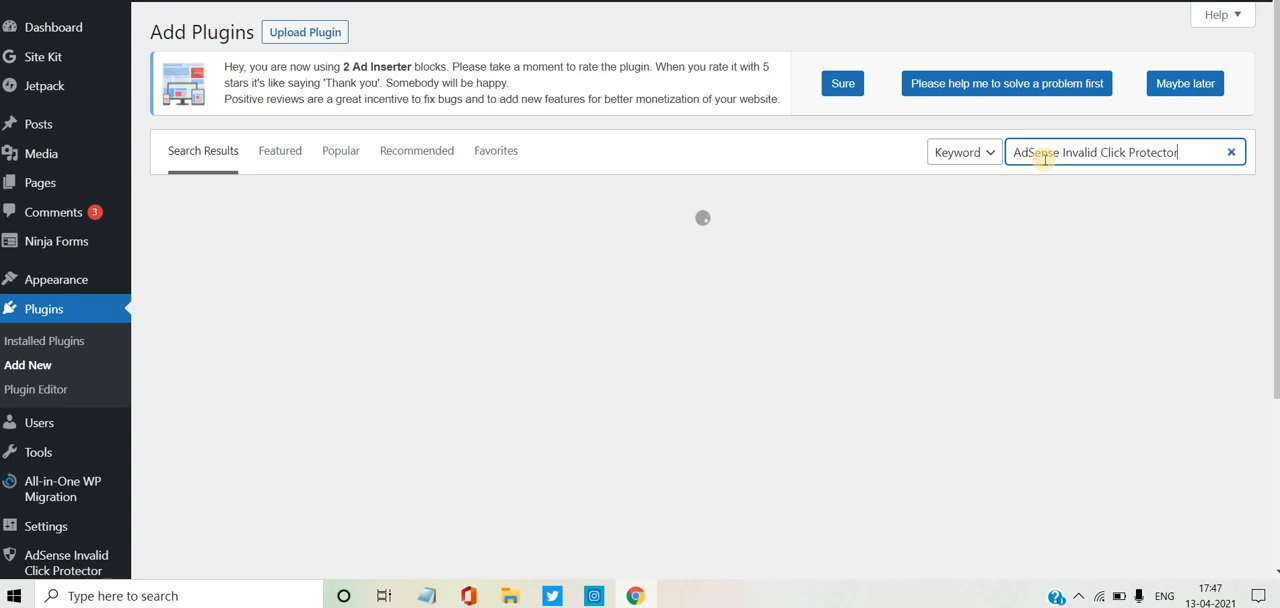 Dashboard
Site Kit
Jetpack
Posts
Media
Pages
Comments 3
Ninja Forms
Appearance
Plugins
Installed Plugins
Add New
Plugin Editor
Users
Tools
All-in-One WP
Migration
Settings
AdSense Invalid
Click Protector
Help
Add Plugins Upload Plugin
Hey, you are now using 2 Ad Inserter blocks. Please take a moment to rate the plugin. When you rate it with 5
stars it's like saying 'Thank you'. Somebody will be happy.
Positive reviews are a great incentive to fix bugs and to add new features for better monetization of your website.
Sure
Please help me to solve a problem first
Maybe later
Search Results Featured Popular Recommended Favorites
Keyword AdSense Invalid Click Protector
Type here to search
ENG
17:47
13-04-2021